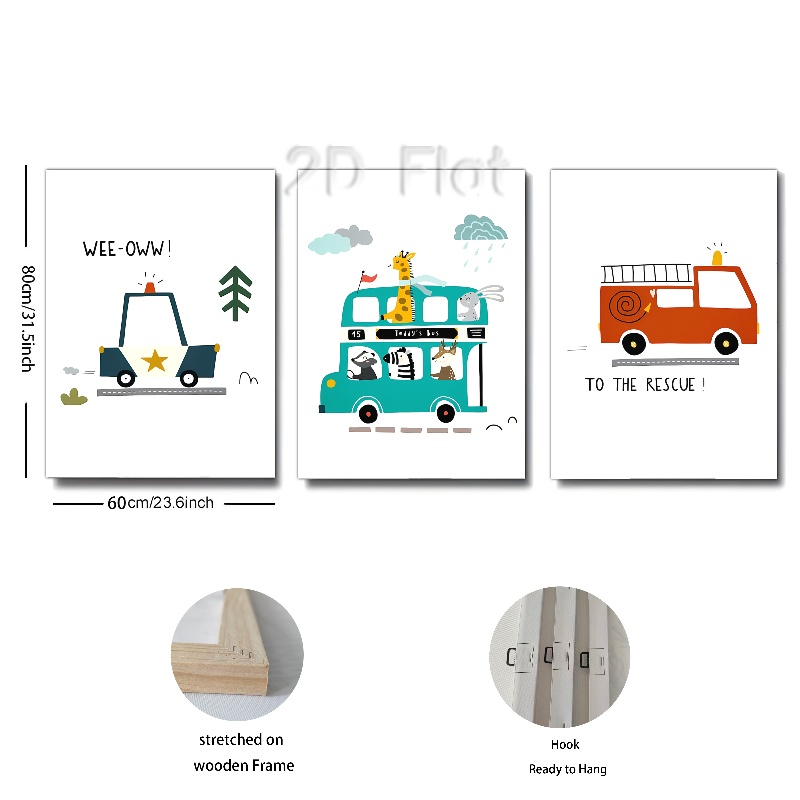 2D Flat
WEE-OWW!
80cm/31.5inch
15 Teddy's Bus
TO THE RESCUE!
60cm/23.6inch
stretched on
wooden Frame
Hook
Ready to Hang